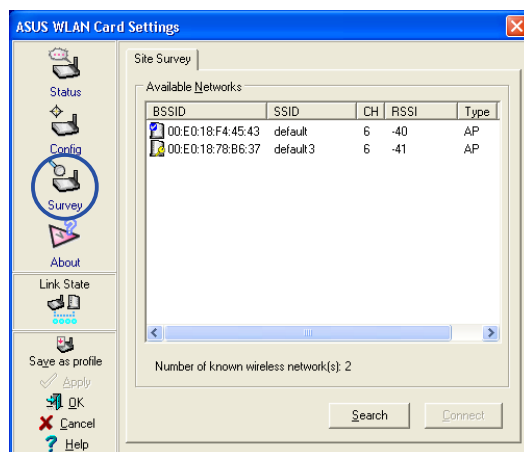 ASUS WLAN Card Settings
Status
Config
Survey
About
Link State
Save as profile
Apply
OK
Cancel
Help
Site Survey
Available Networks
BSSID SSID CH RSSI Type
00:E0:18:F4:45:43 default 6 -40 AP
00:E0:18:78:B6:37 default3 6 -41 AP
Number of known wireless network(s): 2
Search Connect